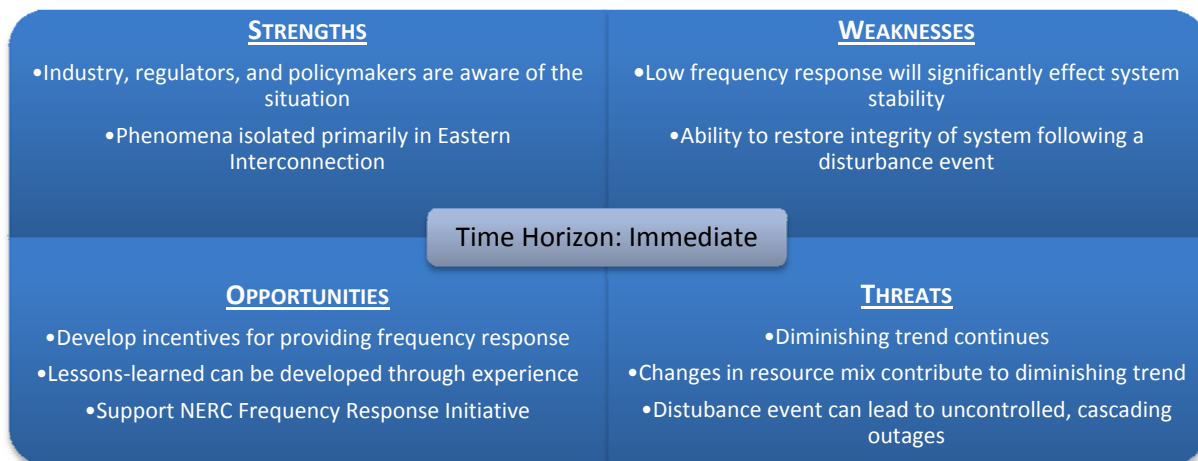 STRENGTHS
•Industry, regulators, and policymakers are aware of the
situation
•Phenomena isolated primarily in Eastern
Interconnection
WEAKNESSES
•Low frequency response will significantly effect system
stability
•Ability to restore integrity of system following a
disturbance event
Time Horizon: Immediate
OPPORTUNITIES
•Develop incentives for providing frequency response
•Lessons-learned can be developed through experience
•Support NERC Frequency Response Initiative
THREATS
•Diminishing trend continues
•Changes in resource mix contribute to diminishing trend
•Distubance event can lead to uncontrolled, cascading
outages